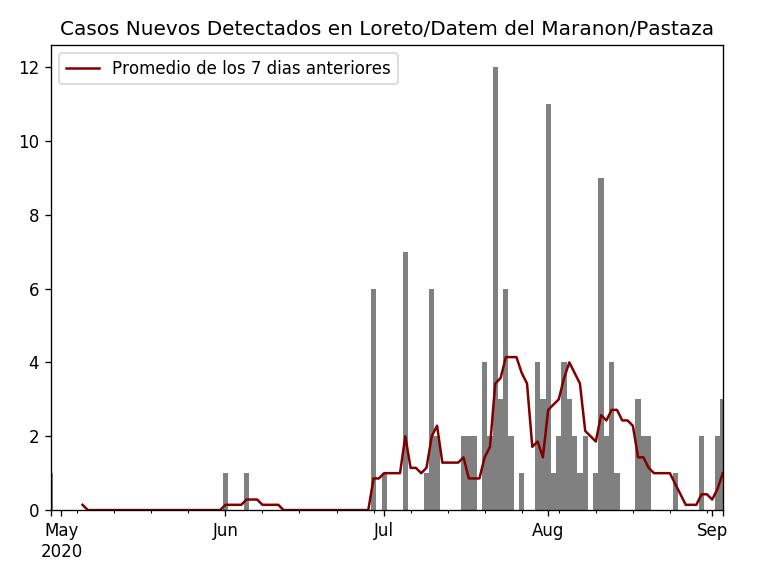 Casos Nuevos Detectados en Loreto/Datem del Maranon/Pastaza
Promedio de los 7 dias anteriores
12
10
8
6
4
2
0
May Jun Jul Aug Sep
2020